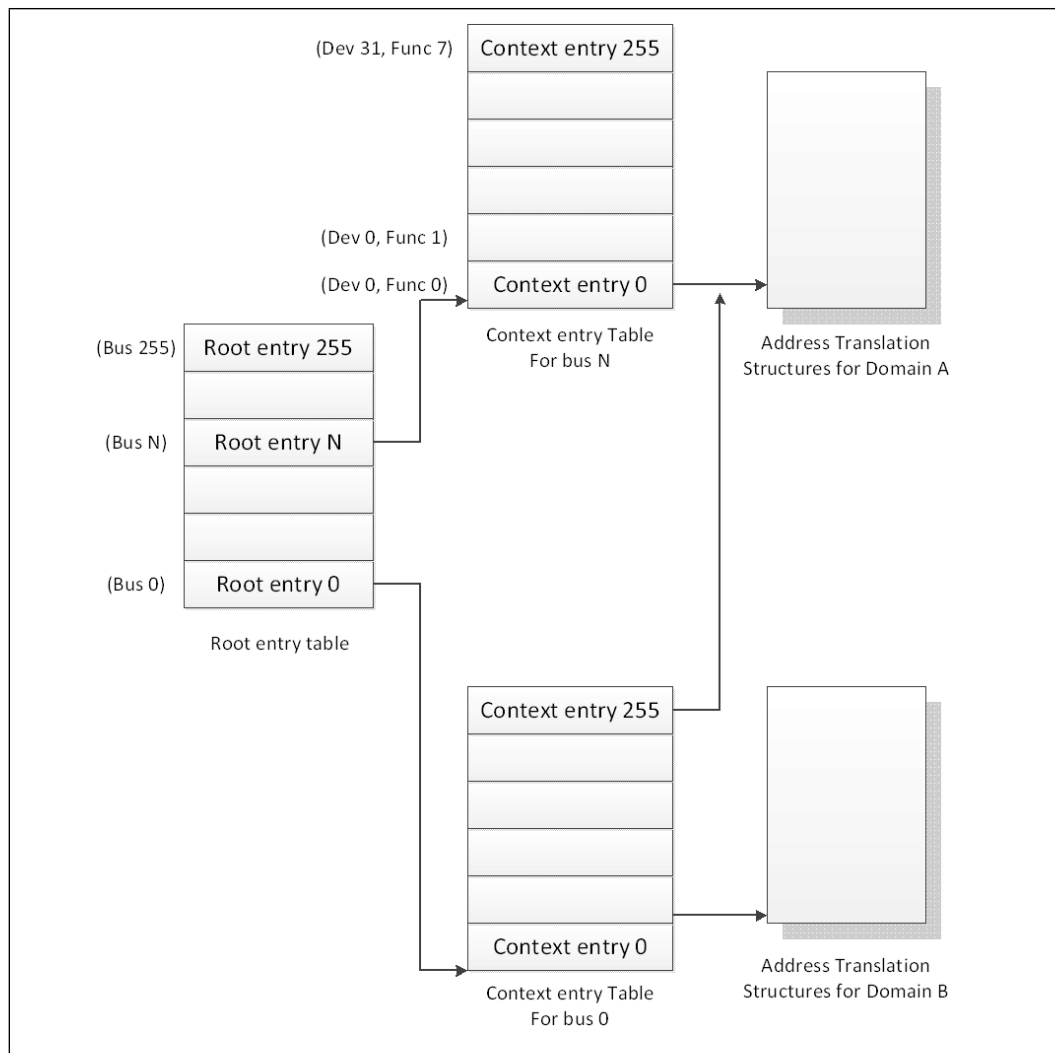 (Dev 31, Func 7)
Context entry 255
(Dev 0, Func 1)
(Dev 0, Func 0)
Context entry 0
Context entry Table
For bus N
Address Translation
Structures for Domain A
(Bus 255)
Root entry 255
(Bus N)
Root entry N
(Bus 0)
Root entry 0
Root entry table
Context entry 255
Context entry 0
Context entry Table
For bus 0
Address Translation
Structures for Domain B